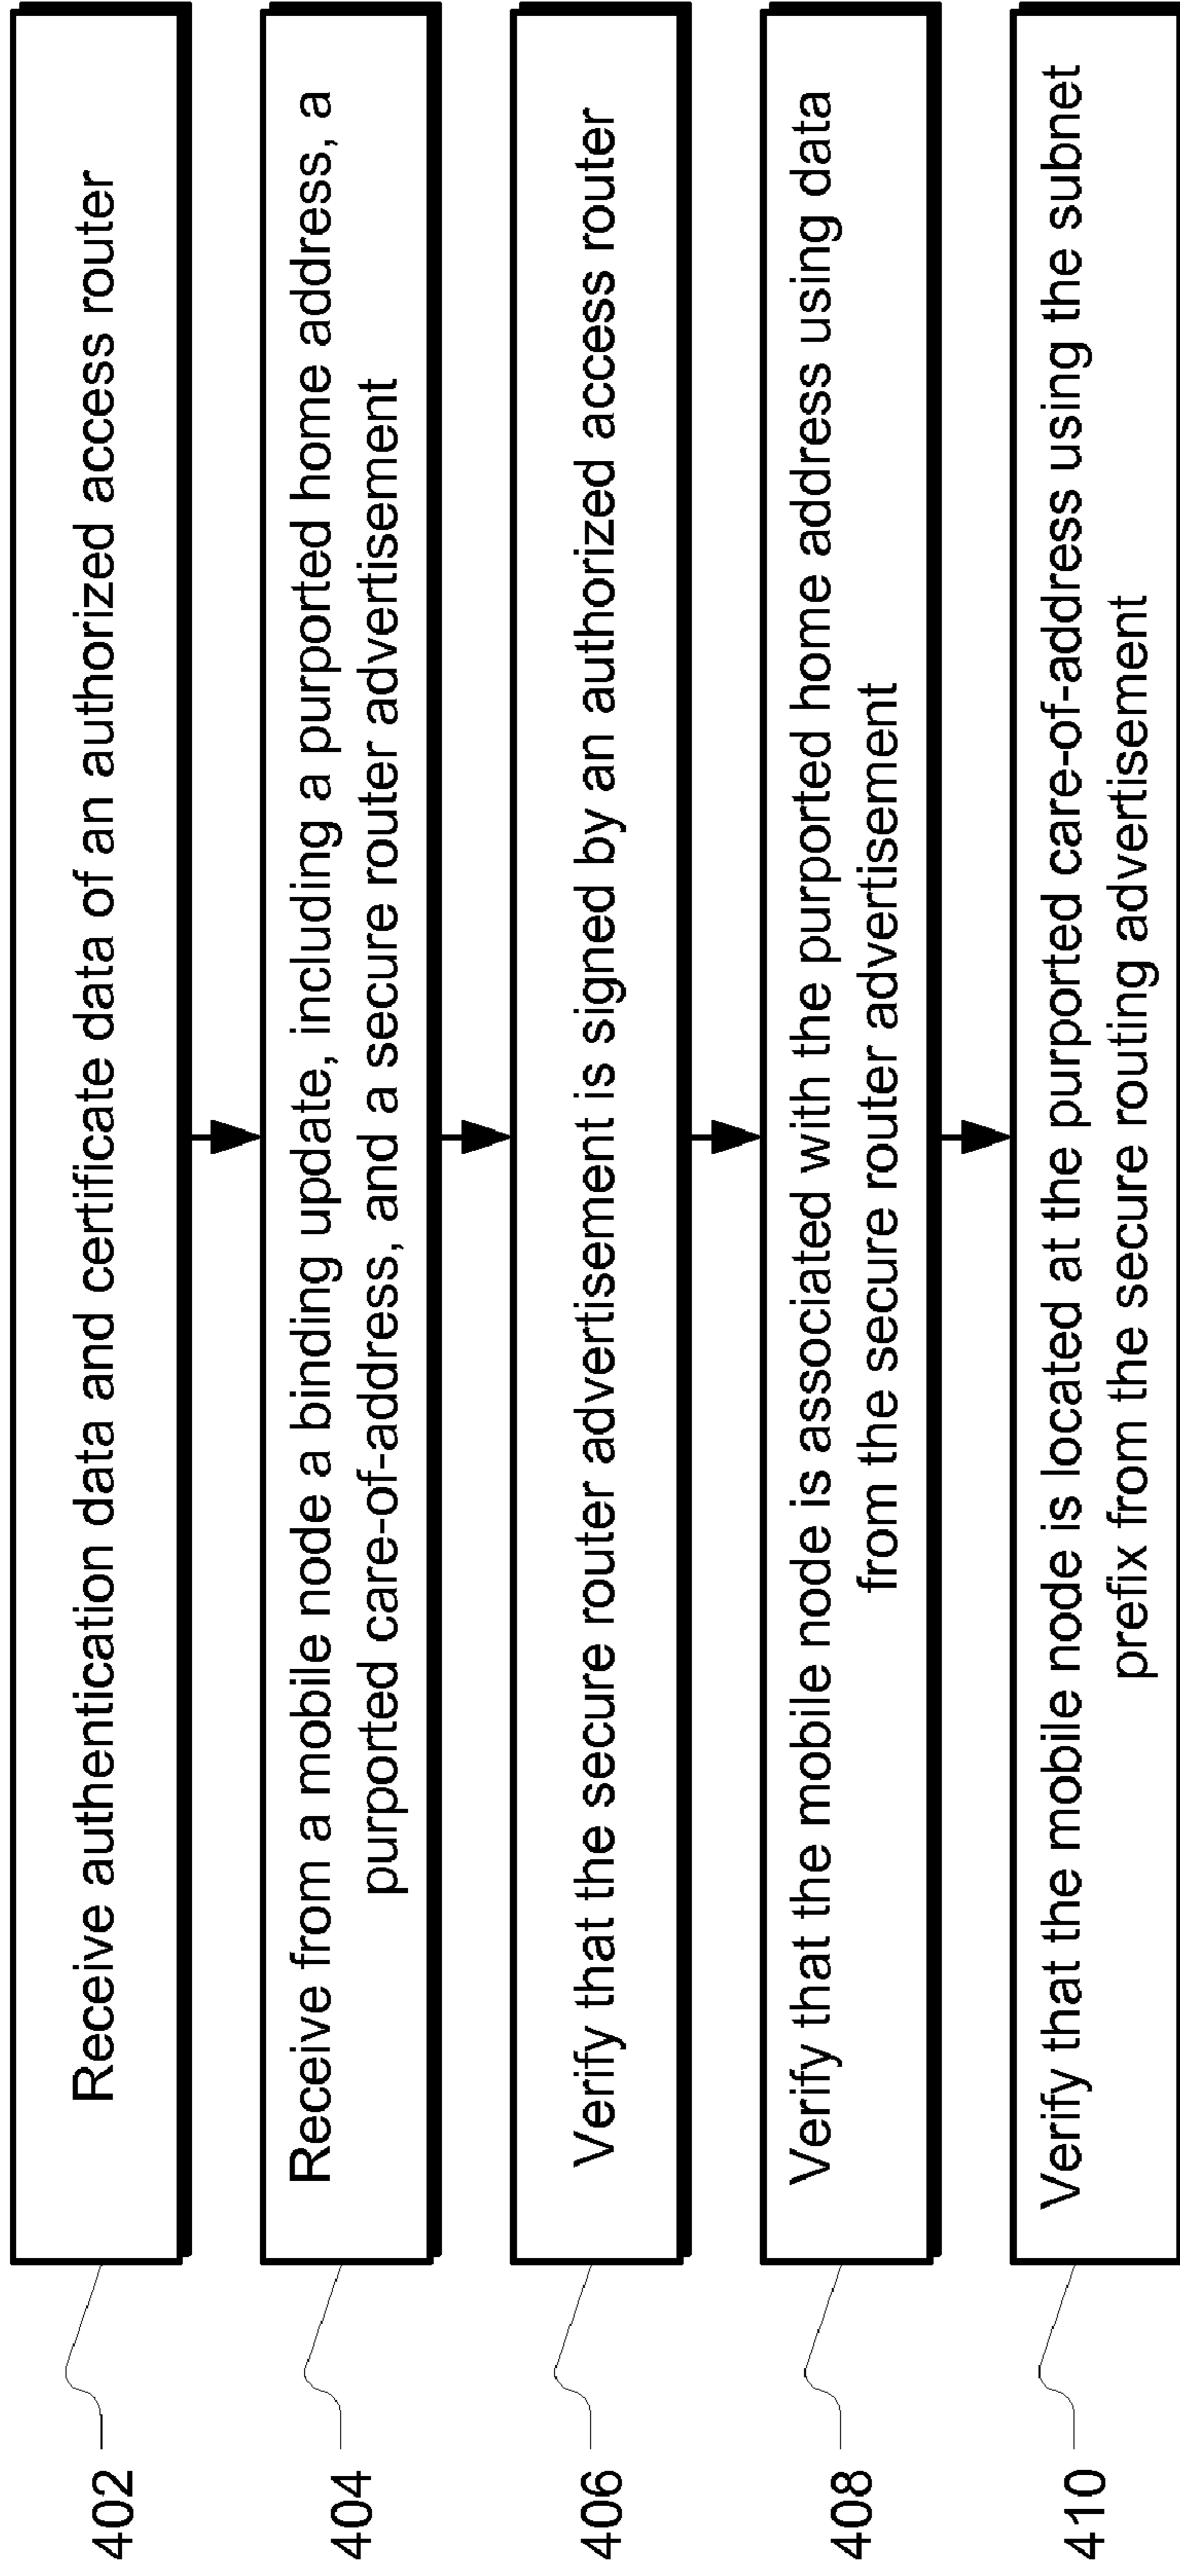 402
Receive authentication data and certificate data of an authorized access router
404
Receive from a mobile node a binding update, including a purported home address, a
purported care-of-address, and a secure router advertisement
406
Verify that the secure router advertisement is signed by an authorized access router
408
Verify that the mobile node is associated with the purported home address using data
from the secure router advertisement
410
Verify that the mobile node is located at the purported care-of-address using the subnet
prefix from the secure routing advertisement